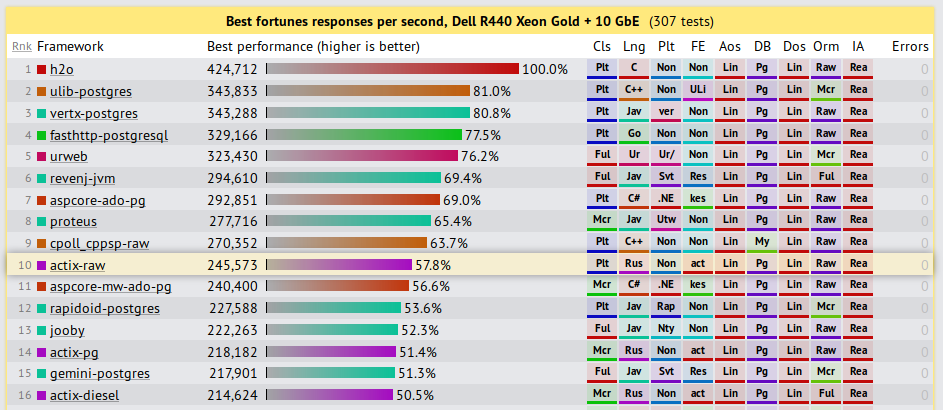 Best fortunes responses per second, Dell R440 Xeon Gold + 10 GbE (307 tests)
Rnk Framework Best performance (higher is better) Cls Lng Plt FE Aos DB Dos Orm IA Errors
1 h2o 424,712 100.0% Plt C Non Non Lin Pg Lin Raw Rea 0
2 ulib-postgres 343,833 81.0% Plt C++ Non ULi Lin Pg Lin Mcr Rea 0
3 vertx-postgres 343,288 80.8% Plt Jav ver Non Lin Pg Lin Raw Rea 0
4 fasthttp-postgresql 329,166 77.5% Plt Go Non Non Lin Pg Lin Raw Rea 0
5 urweb 323,430 76.2% Ful Ur Ur/ Non Lin Pg Lin Mcr Rea 0
6 revenj-jvm 294,610 69.4% Ful Jav Svt Res Lin Pg Lin Ful Rea 0
7 aspcore-ado-pg 292,851 69.0% Plt C# .NE kes Lin Pg Lin Raw Rea 0
8 proteus 277,716 65.4% Mcr Jav Utw Non Lin Pg Lin Raw Rea 0
9 cpoll_cppsp-raw 270,352 63.7% Plt C++ Non Non Lin My Lin Raw Rea 0
10 actix-raw 245,573 57.8% Plt Rus Non act Lin Pg Lin Raw Rea 0
11 aspcore-mw-ado-pg 240,400 56.6% Mcr C# .NE kes Lin Pg Lin Raw Rea 0
12 rapidoid-postgres 227,588 53.6% Plt Jav Rap Non Lin Pg Lin Mcr Rea 0
13 jooby 222,263 52.3% Ful Jav Nty Non Lin Pg Lin Raw Rea 0
14 actix-pg 218,182 51.4% Mcr Rus Non act Lin Pg Lin Raw Rea 0
15 gemini-postgres 217,901 51.3% Ful Jav Svt Res Lin Pg Lin Mcr Rea 0
16 actix-diesel 214,624 50.5% Mcr Rus Non act Lin Pg Lin Ful Rea 0